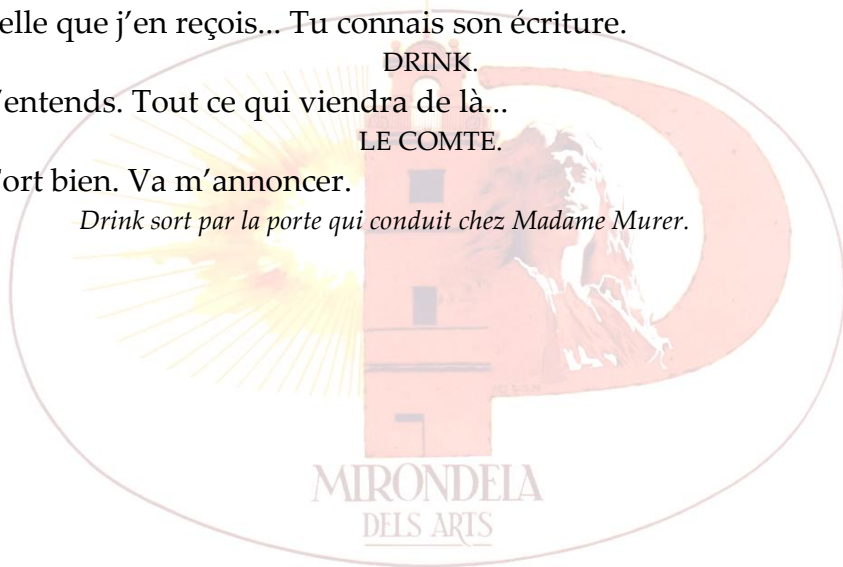 elle que j’en reçois... Tu connais son écriture.
DRINK.
’entends. Tout ce qui viendra de là...
LE COMTE.
ort bien. Va m’annoncer.
Drink sort par la porte qui conduit chez Madame Murer.
MIRONDELA
DELS ARTS